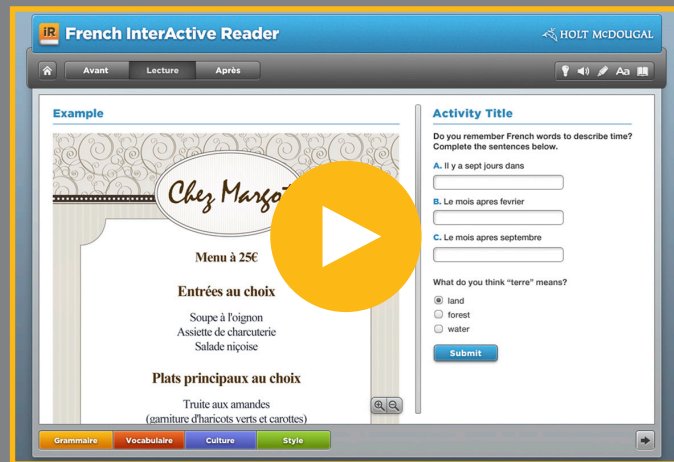 iR French InterActive Reader
HOLT McDOUGAL
Avant Lecture Après
Aa
Example
Chez Margot
Menu à 25€
Entrées au choix
Soupe à l'oignon
Assiette de charcuterie
Salade niçoise
Plats principaux au choix
Truite aux amandes
(garniture d'haricots verts et carottes)
Activity Title
Do you remember French words to describe time?
Complete the sentences below.
A. Il y a sept jours dans
B. Le mois apres fevrier
C. Le mois apres septembre
What do you think “terre” means?
land
forest
water
Submit
Grammaire Vocabulaire Culture Style